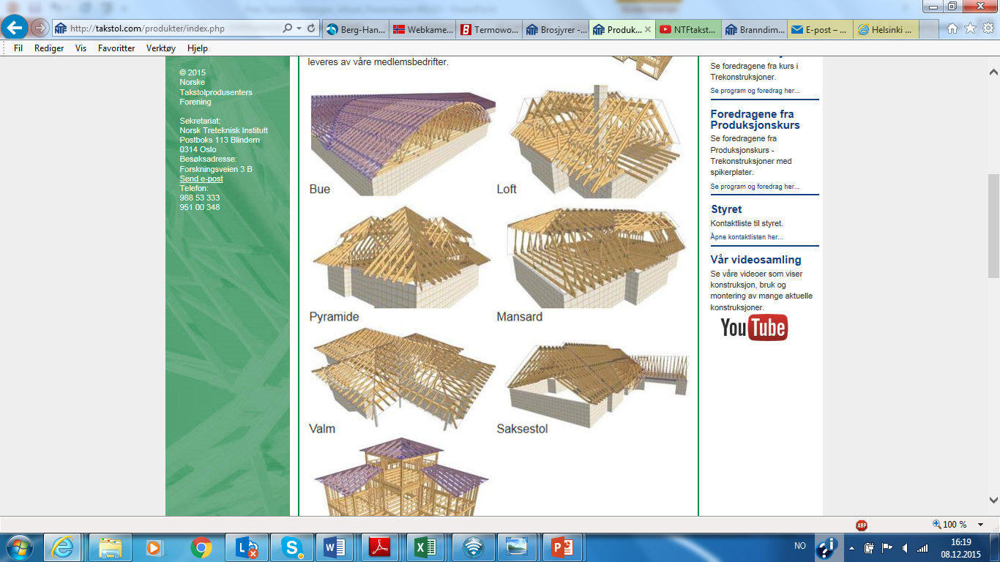 http://takstol.com/produkter/index.php
NTF
Berg-Han...
Webkame...
Termowo...
Brosjyrer -...
Produk...
NTFtakst...
Branndim...
E-post – ...
Helsinki ...
Fil Rediger Vis Favoritter Verktøy Hjelp
© 2015
Norske
Takstolprodusenters
Forening
Sekretariat:
Norsk Treteknisk Institutt
Postboks 113 Blindern
0314 Oslo
Besøksadresse:
Forskningsveien 3 B
Send e-post
Telefon:
988 53 333
951 00 348
leveres av våre medlemsbedrifter.
Bue
Loft
Pyramide
Mansard
Valm
Saksestol
Se foredragene fra kurs i
Trekonstruksjoner.
Se program og foredrag her...
Foredragene fra
Produksjonskurs
Se foredragene fra
Produksjonskurs -
Trekonstruksjoner med
spikerplater.
Se program og foredrag her...
Styret
Kontaktliste til styret.
Åpne kontaktlisten her...
Vår videosamling
Se våre videoer som viser
konstruksjon, bruk og
montering av mange aktuelle
konstruksjoner.
YouTube
ABP
100 %
NO
16:19
08.12.2015